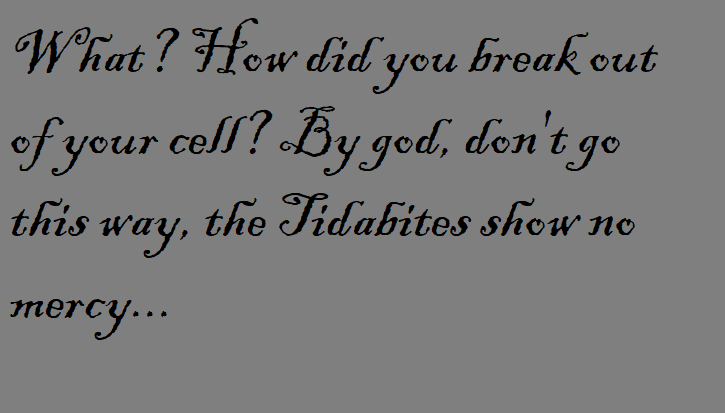 What? How did you break out
of your cell? By god, don't go
this way, the Tidabites show no
mercy...